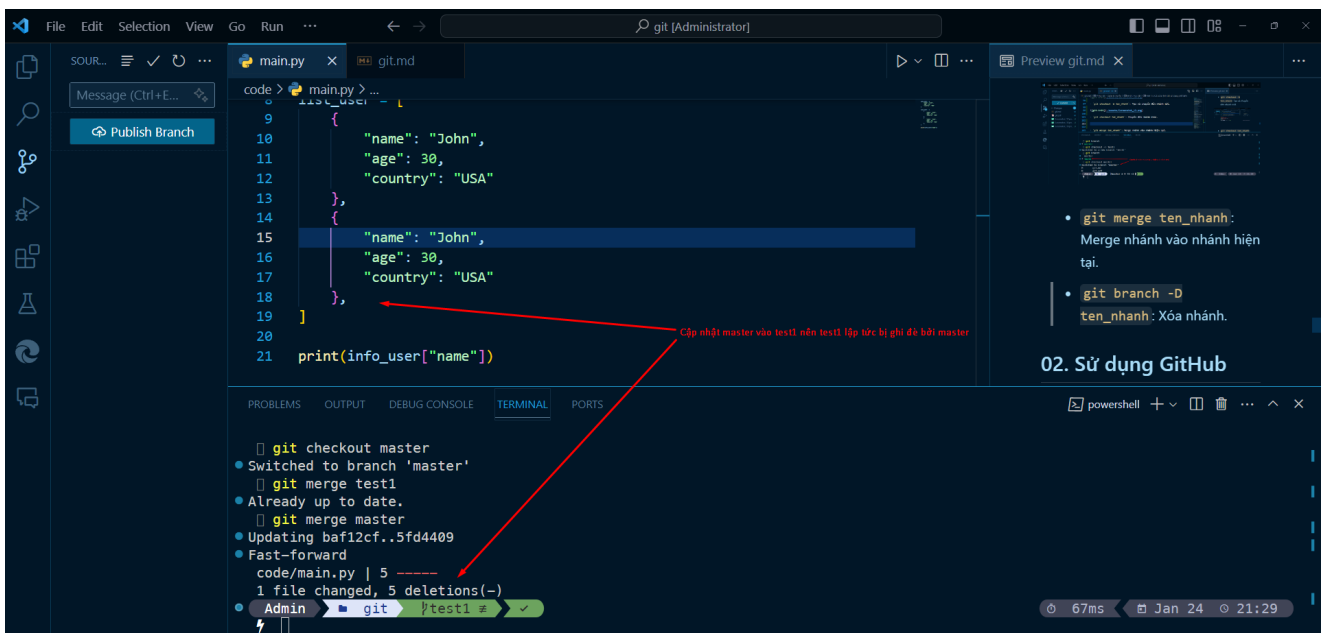 File Edit Selection View Go Run ··· git [Administrator]
SOUR... ···
Message (Ctrl+E...
Publish Branch
main.py git.md
code > main.py > ...
8 list_user = [
9 {
10 "name": "John",
11 "age": 30,
12 "country": "USA"
13 },
14 {
15 "name": "John",
16 "age": 30,
17 "country": "USA"
18 },
19 ]
20
21 print(info_user["name"])
Cập nhật master vào test1 nên test1 lập tức bị ghi đè bởi master
Preview git.md
git merge ten_nhanh:
Merge nhánh vào nhánh hiện
tại.
git branch -D
ten_nhanh: Xóa nhánh.
02. Sử dụng GitHub
PROBLEMS OUTPUT DEBUG CONSOLE TERMINAL PORTS
powershell
git checkout master
Switched to branch 'master'
git merge test1
Already up to date.
git merge master
Updating baf12cf..5fd4409
Fast-forward
code/main.py | 5 -----
1 file changed, 5 deletions(-)
Admin git test1 ≢ ✓
67ms Jan 24 21:29